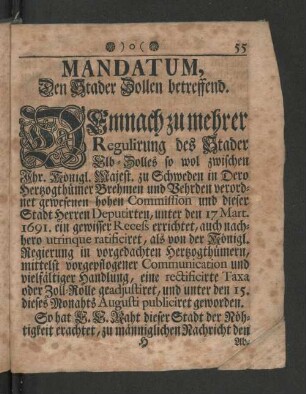 )o( 55
MANDATUM,
Den Stader Zollen betreffend.
DEmnach zu mehrer
Regulirung des Stader
Elb-Zolles so wol zwischen
Ihr. Königl. Majest. zu Schweden in Dero
Herzogthümer Brehmen und Vehrden verord-
net gewesenen hohen Commission und dieser
Stadt Herren Deputirten, unter den 17 Mart.
1691. ein gewisser Recess errichtet, auch nach-
hero utrinque ratificiret, als von der Königl.
Regierung in vorgedachten Herzogthümern,
mittelst vorgepflogener Communication und
vielfältiger Handlung, eine rectificirte Taxa
oder Zoll-Rolle geadjustiret, und unter den 15.
dieses Monahts Augusti publiciret geworden.
So hat E. E. Raht dieser Stadt der Nöh-
tigkeit erachtet, zu männiglichen Nachricht den
H Ab-